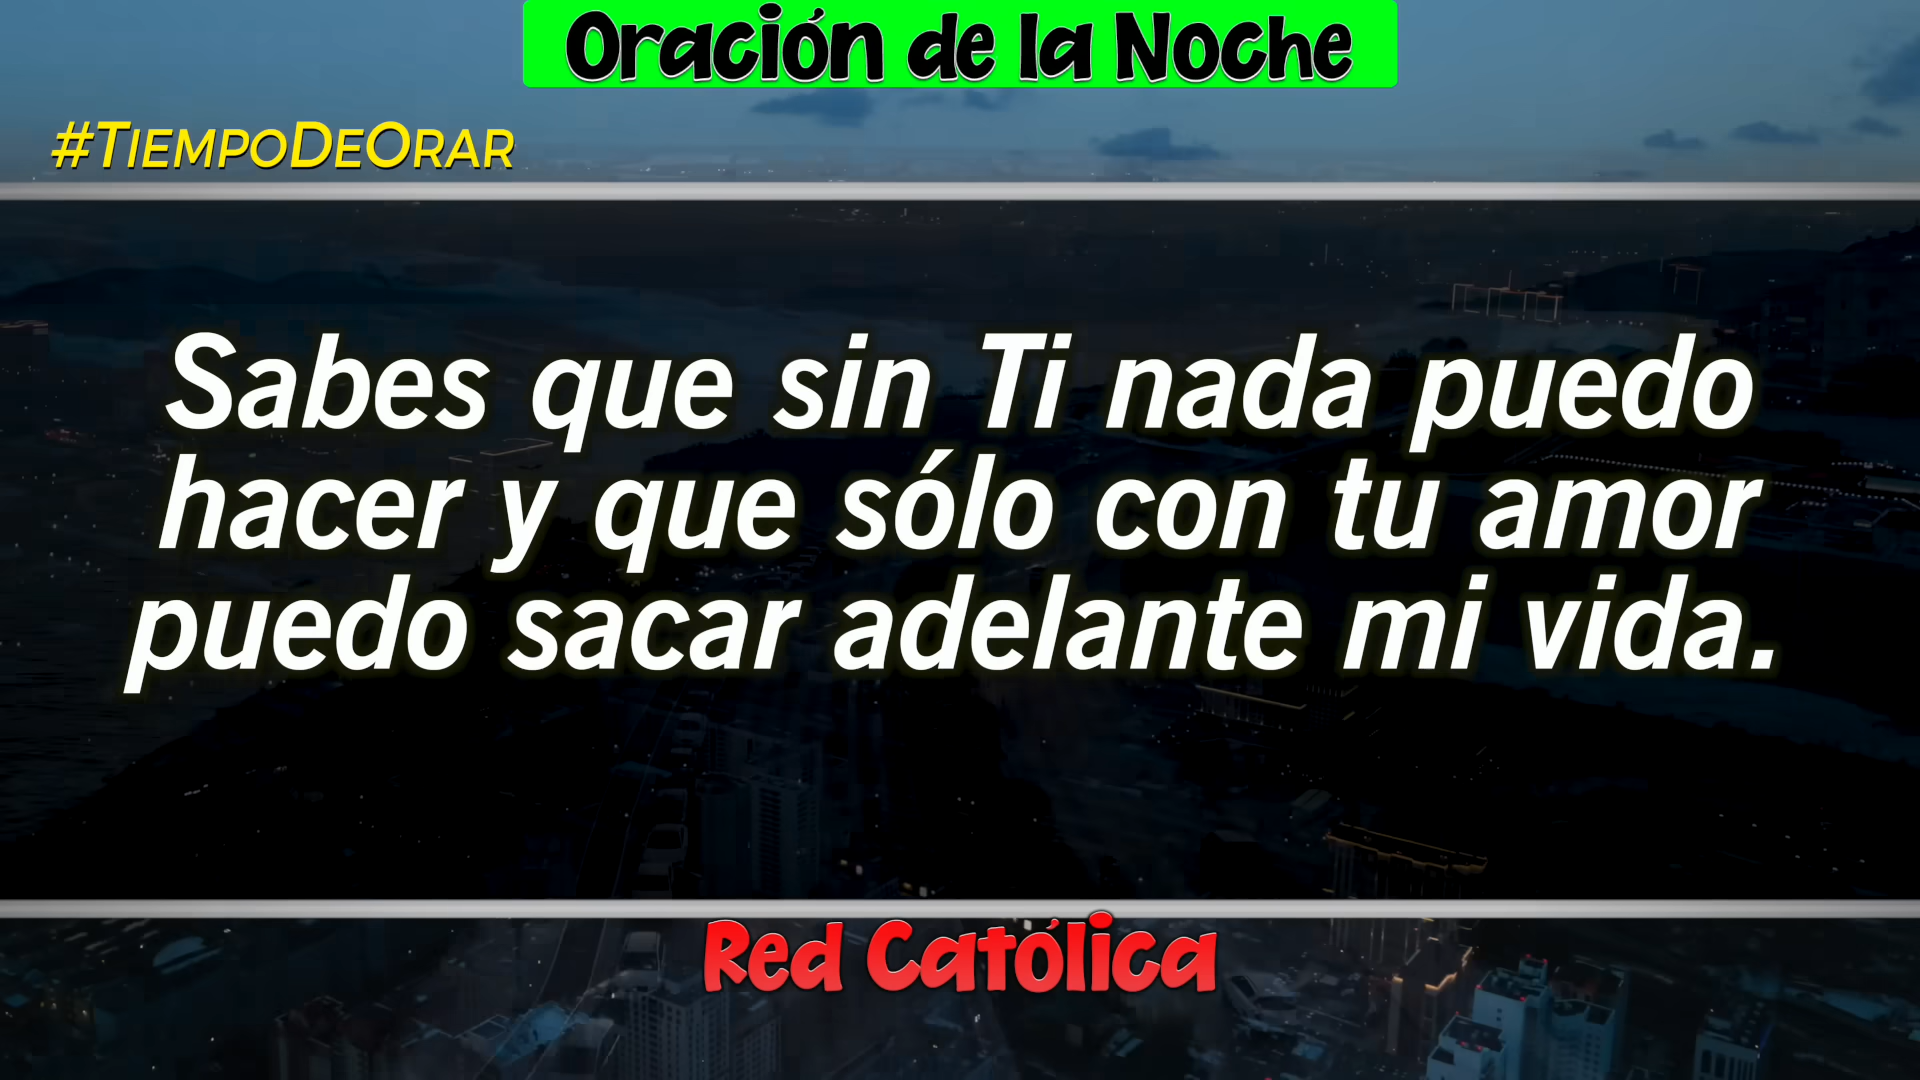 Oración de la Noche
#TiempoDeOrar
Sabes que sin Ti nada puedo
hacer y que sólo con tu amor
puedo sacar adelante mi vida.
Red Católica